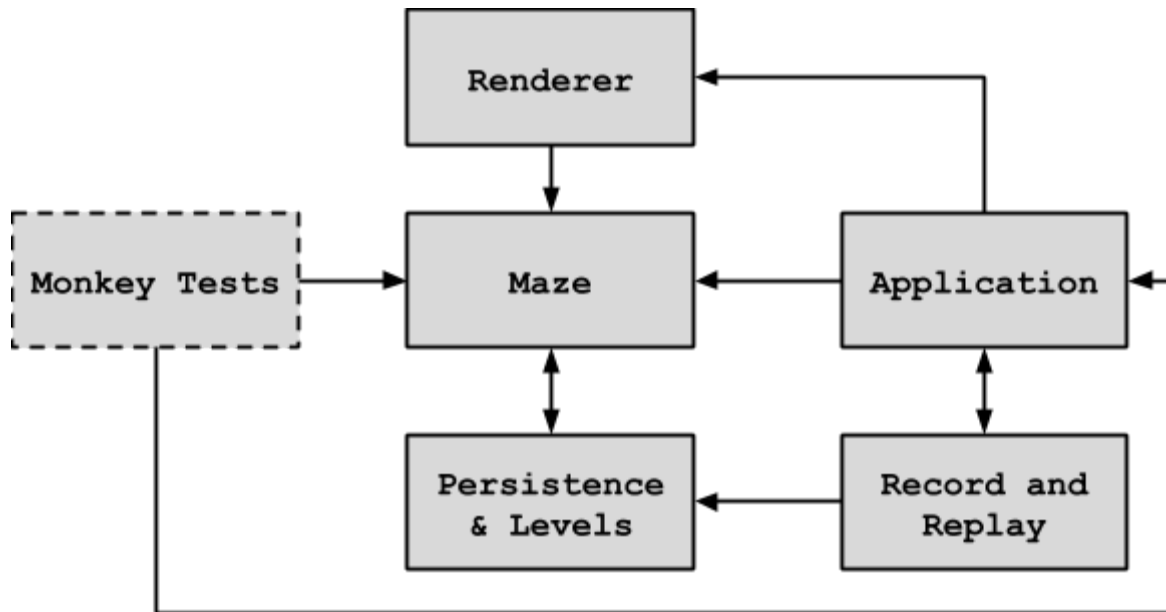 Renderer
Monkey Tests
Maze
Application
Persistence
& Levels
Record and
Replay